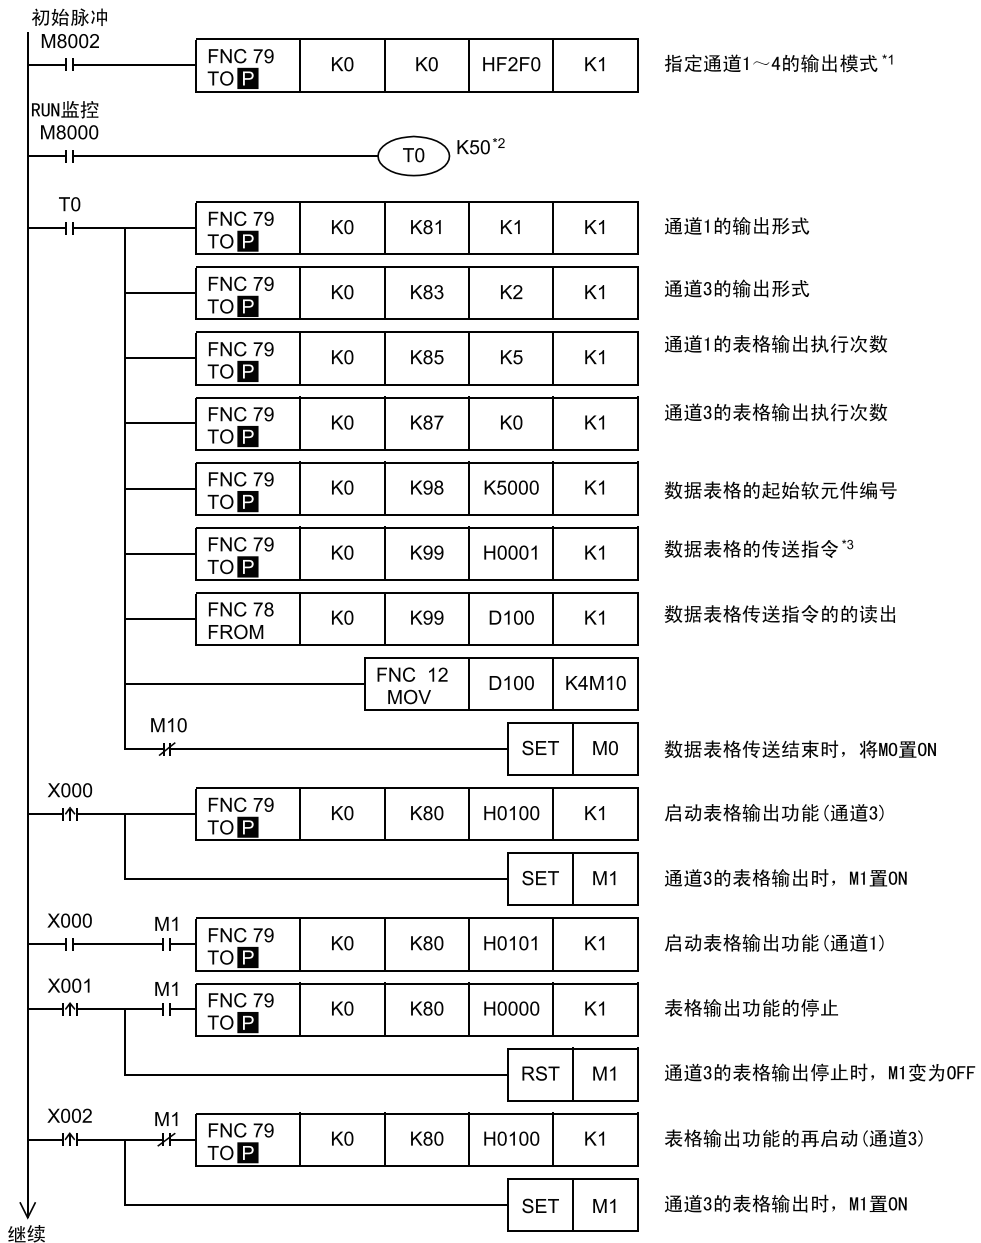 初始脉冲
M8002
FNC 79 TO P K0 K0 HF2F0 K1 指定通道1～4的输出模式*1
RUN监控
M8000
T0 K50*2
T0
FNC 79 TO P K0 K81 K1 K1 通道1的输出形式
FNC 79 TO P K0 K83 K2 K1 通道3的输出形式
FNC 79 TO P K0 K85 K5 K1 通道1的表格输出执行次数
FNC 79 TO P K0 K87 K0 K1 通道3的表格输出执行次数
FNC 79 TO P K0 K98 K5000 K1 数据表格的起始软元件编号
FNC 79 TO P K0 K99 H0001 K1 数据表格的传送指令*3
FNC 78 FROM K0 K99 D100 K1 数据表格传送指令的的读出
FNC 12 MOV D100 K4M10
M10
SET M0 数据表格传送结束时，将M0置ON
X000
FNC 79 TO P K0 K80 H0100 K1 启动表格输出功能(通道3)
SET M1 通道3的表格输出时，M1置ON
X000 M1
FNC 79 TO P K0 K80 H0101 K1 启动表格输出功能(通道1)
X001 M1
FNC 79 TO P K0 K80 H0000 K1 表格输出功能的停止
RST M1 通道3的表格输出停止时，M1变为OFF
X002 M1
FNC 79 TO P K0 K80 H0100 K1 表格输出功能的再启动(通道3)
SET M1 通道3的表格输出时，M1置ON
继续